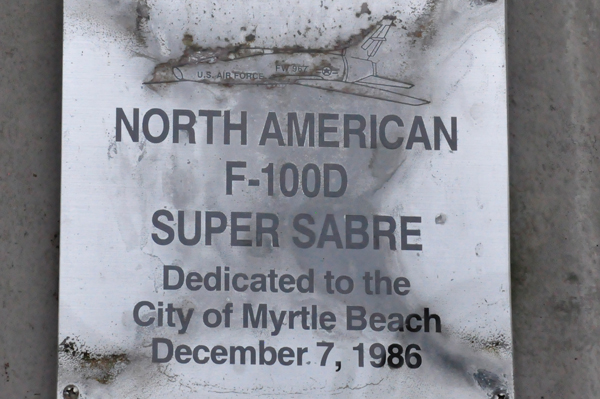 U.S. AIR FORCE
NORTH AMERICAN
F-100D
SUPER SABRE
Dedicated to the
City of Myrtle Beach
December 7, 1986